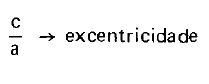 c/a → excentricidade